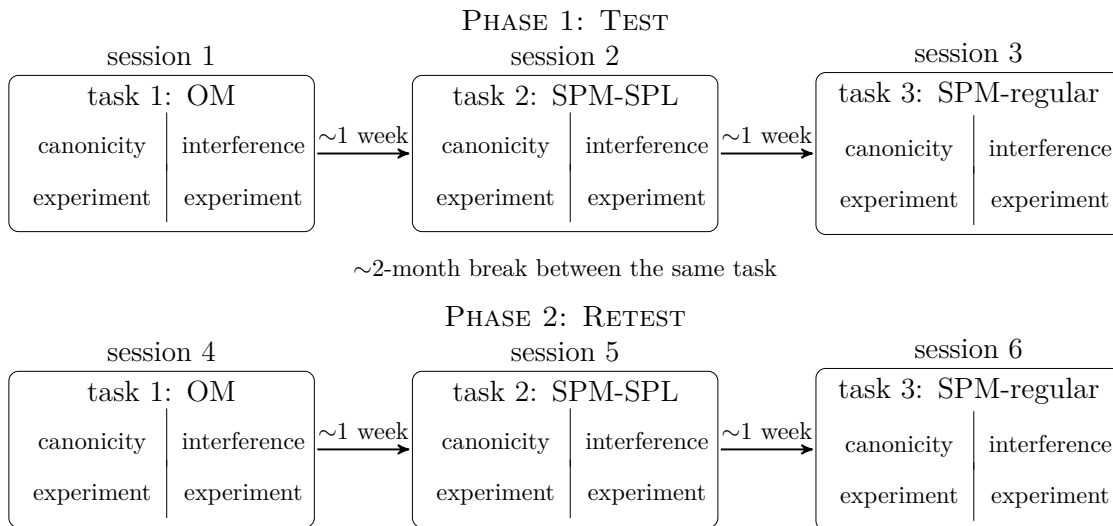 PHASE 1: TEST
session 1
session 2
session 3
task 1: OM
canonicity
interference
experiment
experiment
~1 week
task 2: SPM-SPL
canonicity
interference
experiment
experiment
~1 week
task 3: SPM-regular
canonicity
interference
experiment
experiment
~2-month break between the same task
PHASE 2: RETEST
session 4
session 5
session 6
task 1: OM
canonicity
interference
experiment
experiment
~1 week
task 2: SPM-SPL
canonicity
interference
experiment
experiment
~1 week
task 3: SPM-regular
canonicity
interference
experiment
experiment